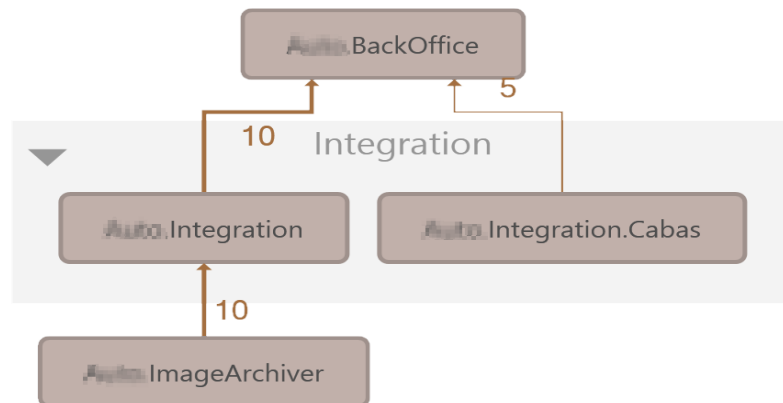 .BackOffice
5
10
Integration
.Integration
.Integration.Cabas
10
.ImageArchiver